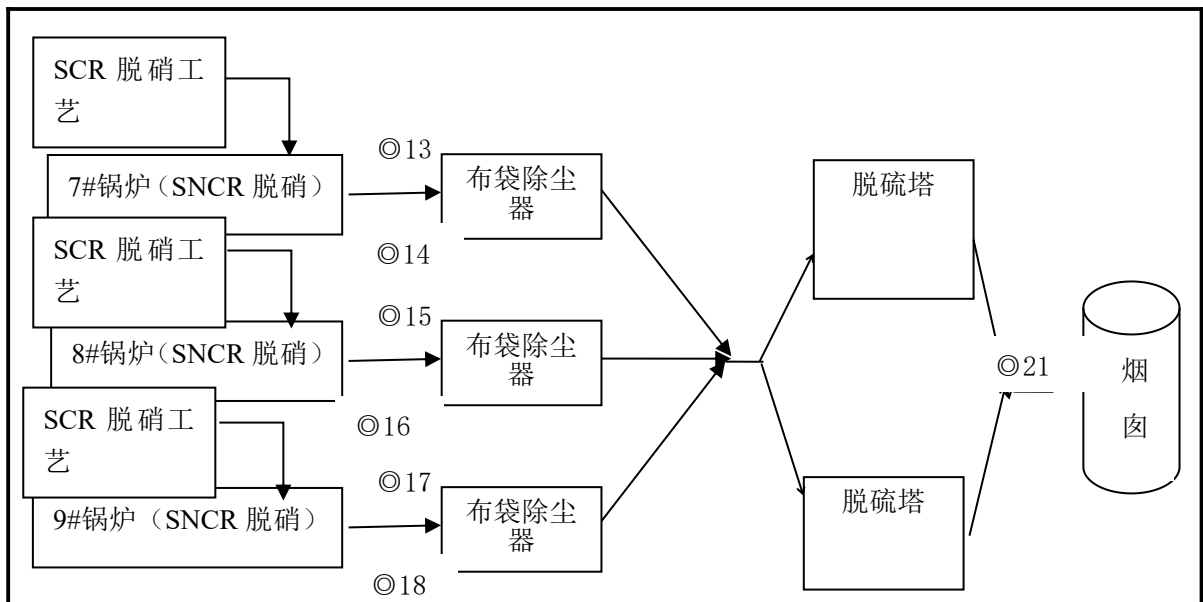 SCR 脱硝工
艺
◎13
7#锅炉（SNCR 脱硝）
布袋除尘
器
脱硫塔
◎14
SCR 脱硝工
艺
◎15
8#锅炉（SNCR 脱硝）
布袋除尘
器
◎16
◎21
烟
囱
SCR 脱硝工
艺
◎17
9#锅炉（SNCR 脱硝）
布袋除尘
器
脱硫塔
◎18